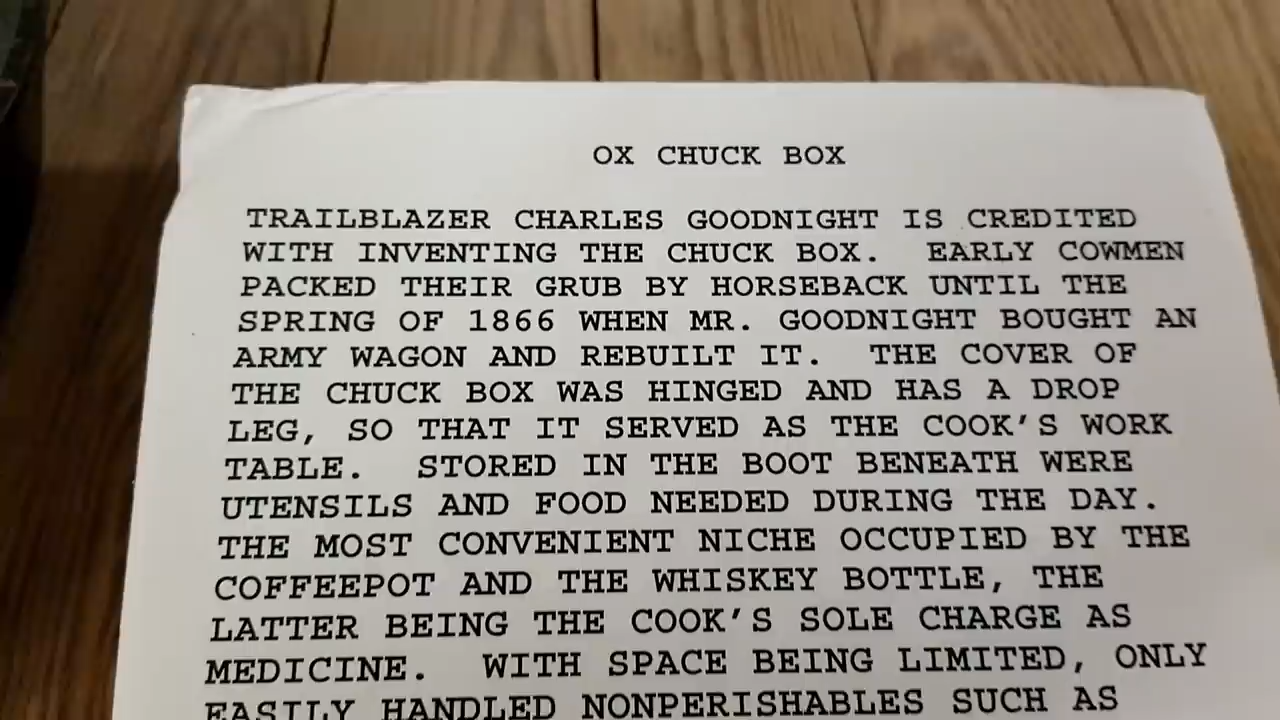 OX CHUCK BOX
TRAILBLAZER CHARLES GOODNIGHT IS CREDITED
WITH INVENTING THE CHUCK BOX. EARLY COWMEN
PACKED THEIR GRUB BY HORSEBACK UNTIL THE
SPRING OF 1866 WHEN MR. GOODNIGHT BOUGHT AN
ARMY WAGON AND REBUILT IT. THE COVER OF
THE CHUCK BOX WAS HINGED AND HAS A DROP
LEG, SO THAT IT SERVED AS THE COOK'S WORK
TABLE. STORED IN THE BOOT BENEATH WERE
UTENSILS AND FOOD NEEDED DURING THE DAY.
THE MOST CONVENIENT NICHE OCCUPIED BY THE
COFFEEPOT AND THE WHISKEY BOTTLE, THE
LATTER BEING THE COOK'S SOLE CHARGE AS
MEDICINE. WITH SPACE BEING LIMITED, ONLY
EASILY HANDLED NONPERISHABLES SUCH AS